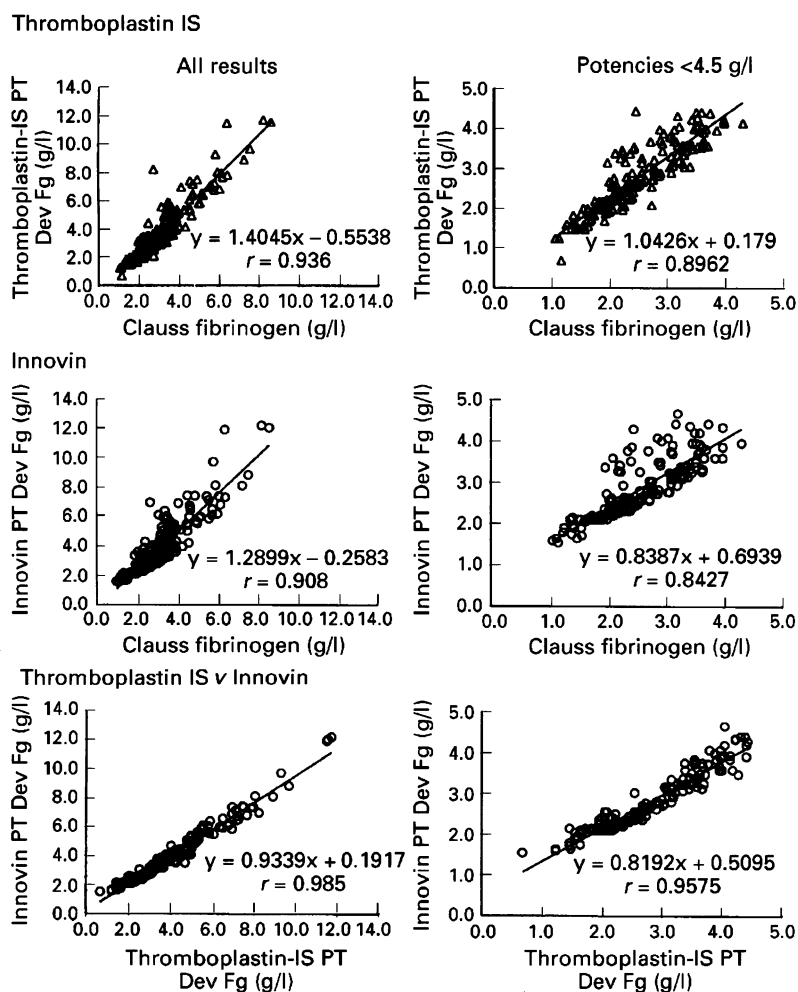 Thromboplastin IS
All results
Thromboplastin-IS PT
Dev Fg (g/l)
14.0
12.0
10.0
8.0
6.0
4.0
2.0
0.0
y = 1.4045x – 0.5538
r = 0.936
0.0 2.0 4.0 6.0 8.0 10.0 12.0 14.0
Clauss fibrinogen (g/l)
Potencies <4.5 g/l
Thromboplastin-IS PT
Dev Fg (g/l)
5.0
4.0
3.0
2.0
1.0
0.0
y = 1.0426x + 0.179
r = 0.8962
0.0 1.0 2.0 3.0 4.0 5.0
Clauss fibrinogen (g/l)
Innovin
Innovin PT Dev Fg (g/l)
14.0
12.0
10.0
8.0
6.0
4.0
2.0
0.0
y = 1.2899x – 0.2583
r = 0.908
0.0 2.0 4.0 6.0 8.0 10.0 12.0 14.0
Clauss fibrinogen (g/l)
Innovin PT Dev Fg (g/l)
5.0
4.0
3.0
2.0
1.0
0.0
y = 0.8387x + 0.6939
r = 0.8427
0.0 1.0 2.0 3.0 4.0 5.0
Clauss fibrinogen (g/l)
Thromboplastin IS v Innovin
Innovin PT Dev Fg (g/l)
14.0
12.0
10.0
8.0
6.0
4.0
2.0
0.0
y = 0.9339x + 0.1917
r = 0.985
0.0 2.0 4.0 6.0 8.0 10.0 12.0 14.0
Thromboplastin-IS PT
Dev Fg (g/l)
Innovin PT Dev Fg (g/l)
5.0
4.0
3.0
2.0
1.0
0.0
y = 0.8192x + 0.5095
r = 0.9575
0.0 1.0 2.0 3.0 4.0 5.0
Thromboplastin-IS PT
Dev Fg (g/l)